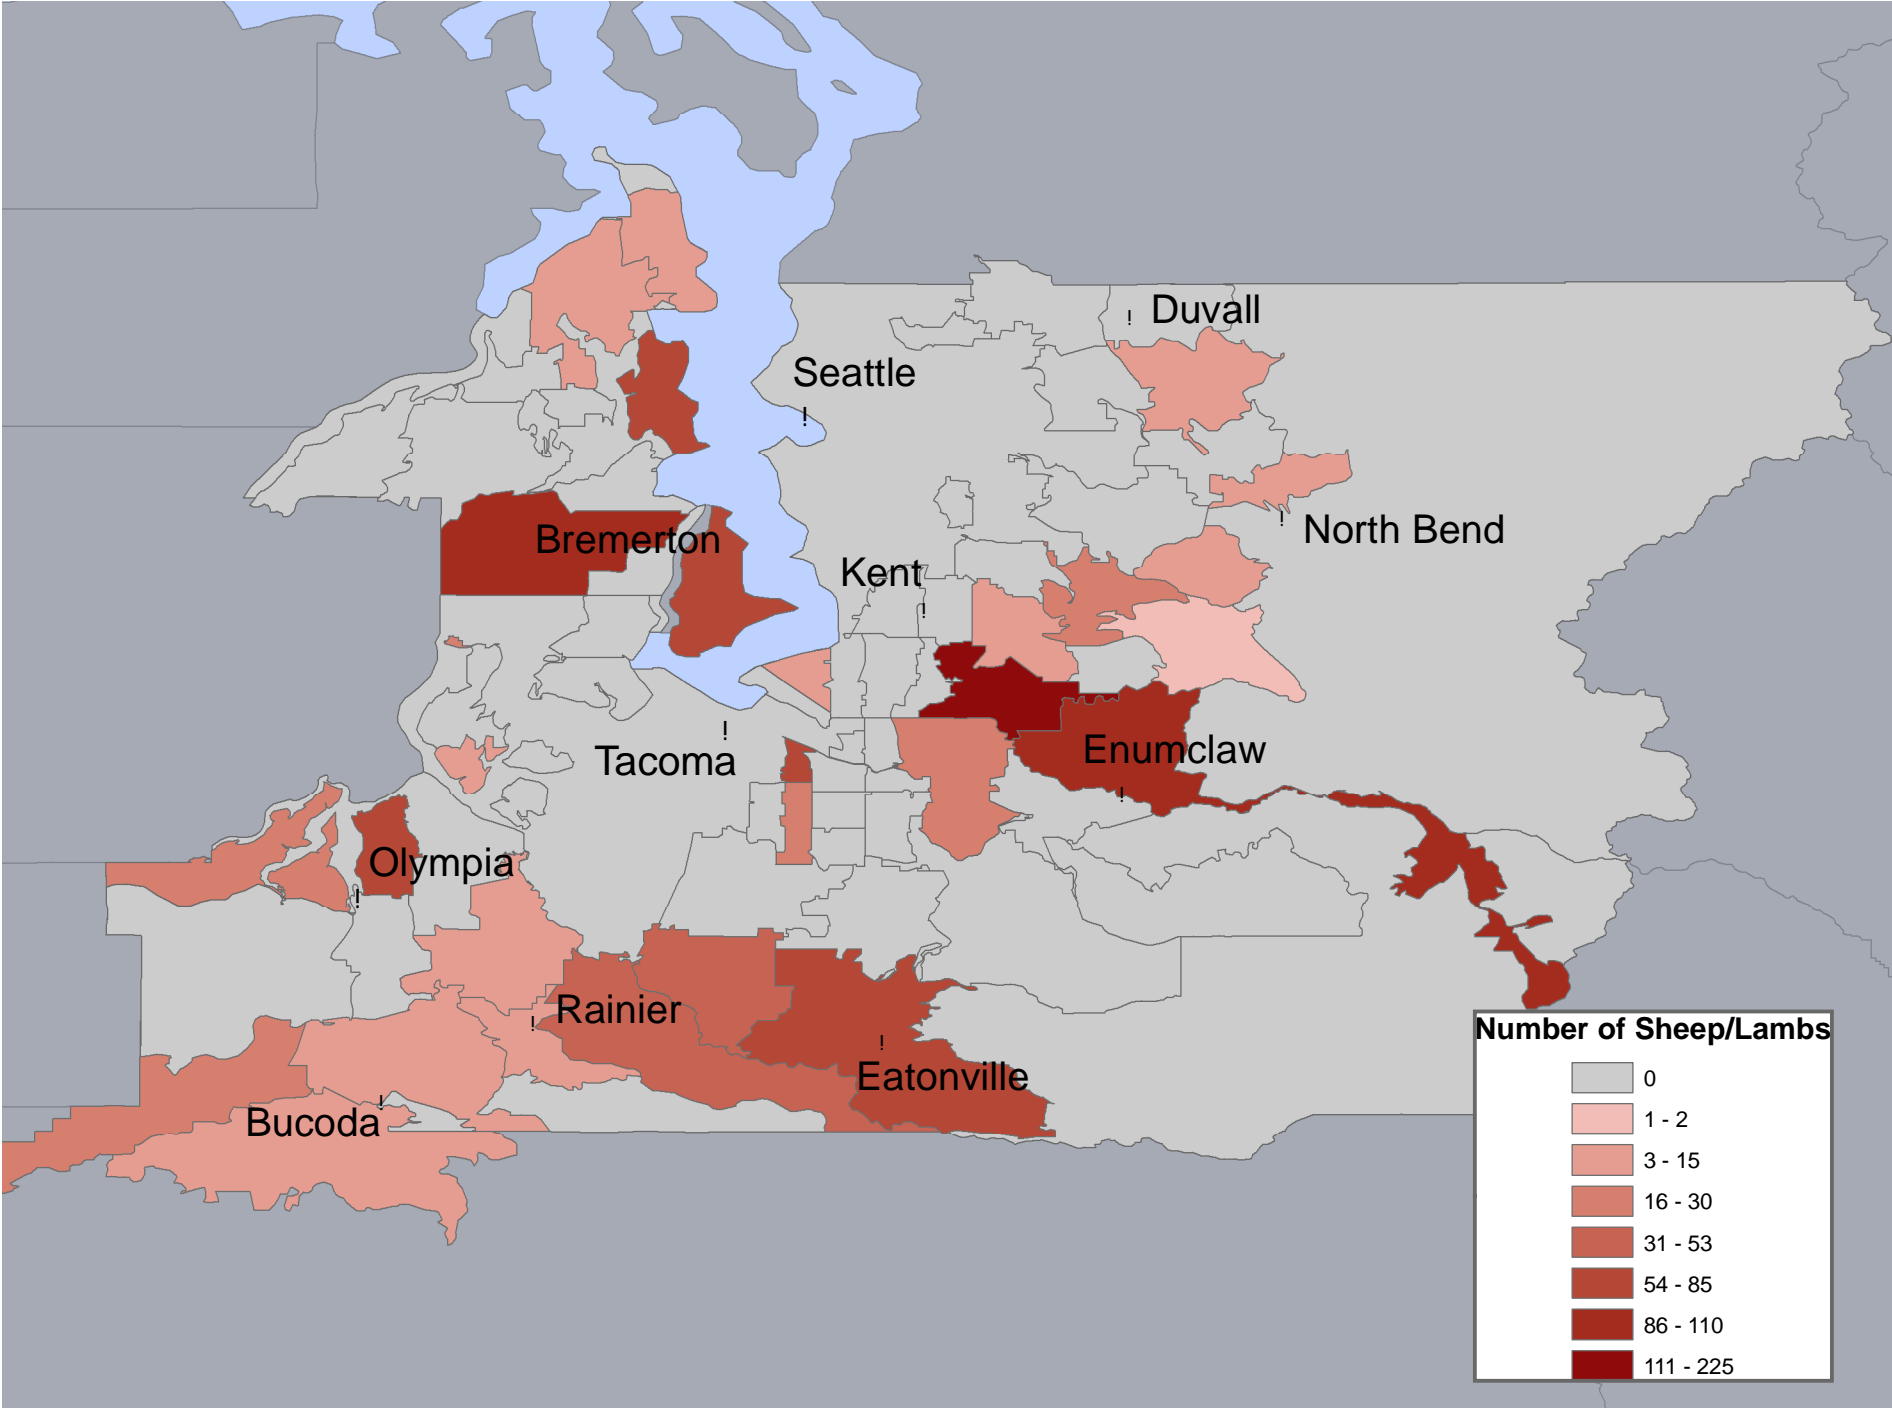 ! Duvall
Seattle
!
! North Bend
Bremerton
Kent
!
Tacoma
!
Enumclaw
!
Olympia
!
Rainier
!
!
Eatonville
!
Bucoda
Number of Sheep/Lambs
0
1 - 2
3 - 15
16 - 30
31 - 53
54 - 85
86 - 110
111 - 225